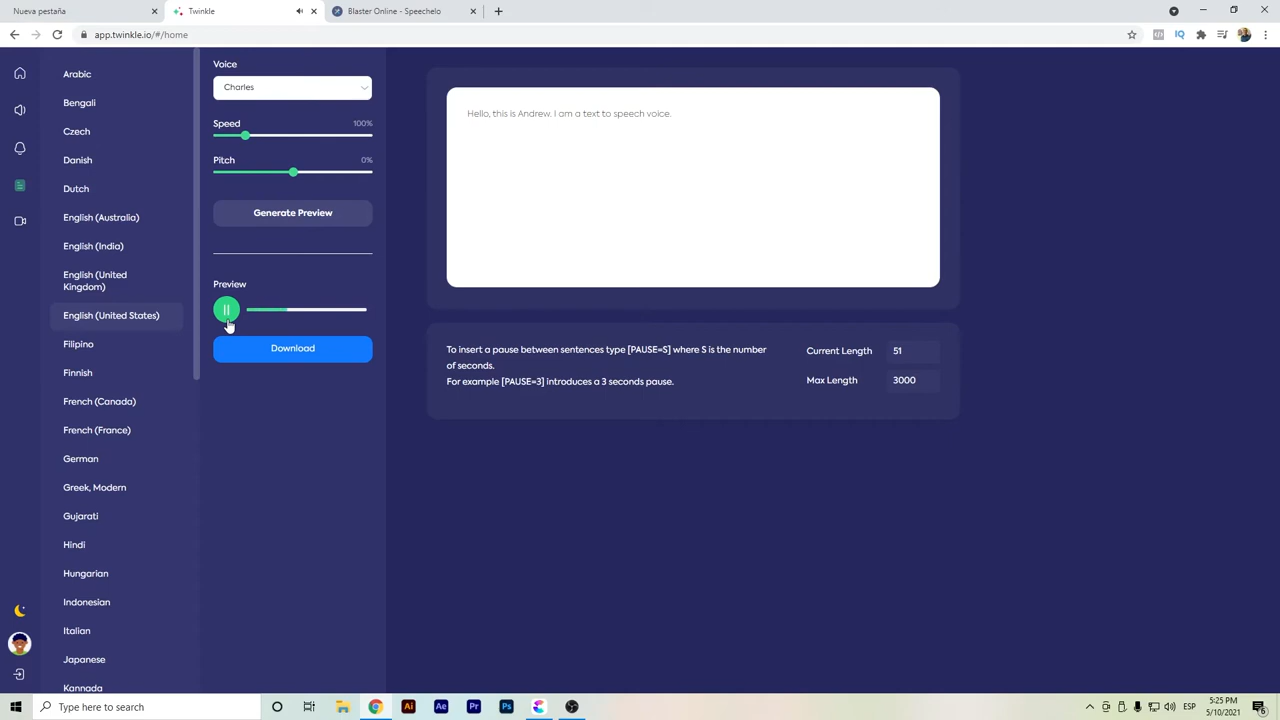 Nueva pestaña
Twinkle
Blaster Online - Speechelo
app.twinkle.io/#/home
IQ
Arabic
Bengali
Czech
Danish
Dutch
English (Australia)
English (India)
English (United
Kingdom)
English (United States)
Filipino
Finnish
French (Canada)
French (France)
German
Greek, Modern
Gujarati
Hindi
Hungarian
Indonesian
Italian
Japanese
Kannada
Voice
Charles
Speed 100%
Pitch 0%
Generate Preview
Preview
Download
Hello, this is Andrew. I am a text to speech voice.
To insert a pause between sentences type [PAUSE=S] where S is the number
of seconds.
For example [PAUSE=3] introduces a 3 seconds pause.
Current Length 51
Max Length 3000
Type here to search
Ai
Ae
Pr
Ps
ESP
5:25 PM
5/10/2021